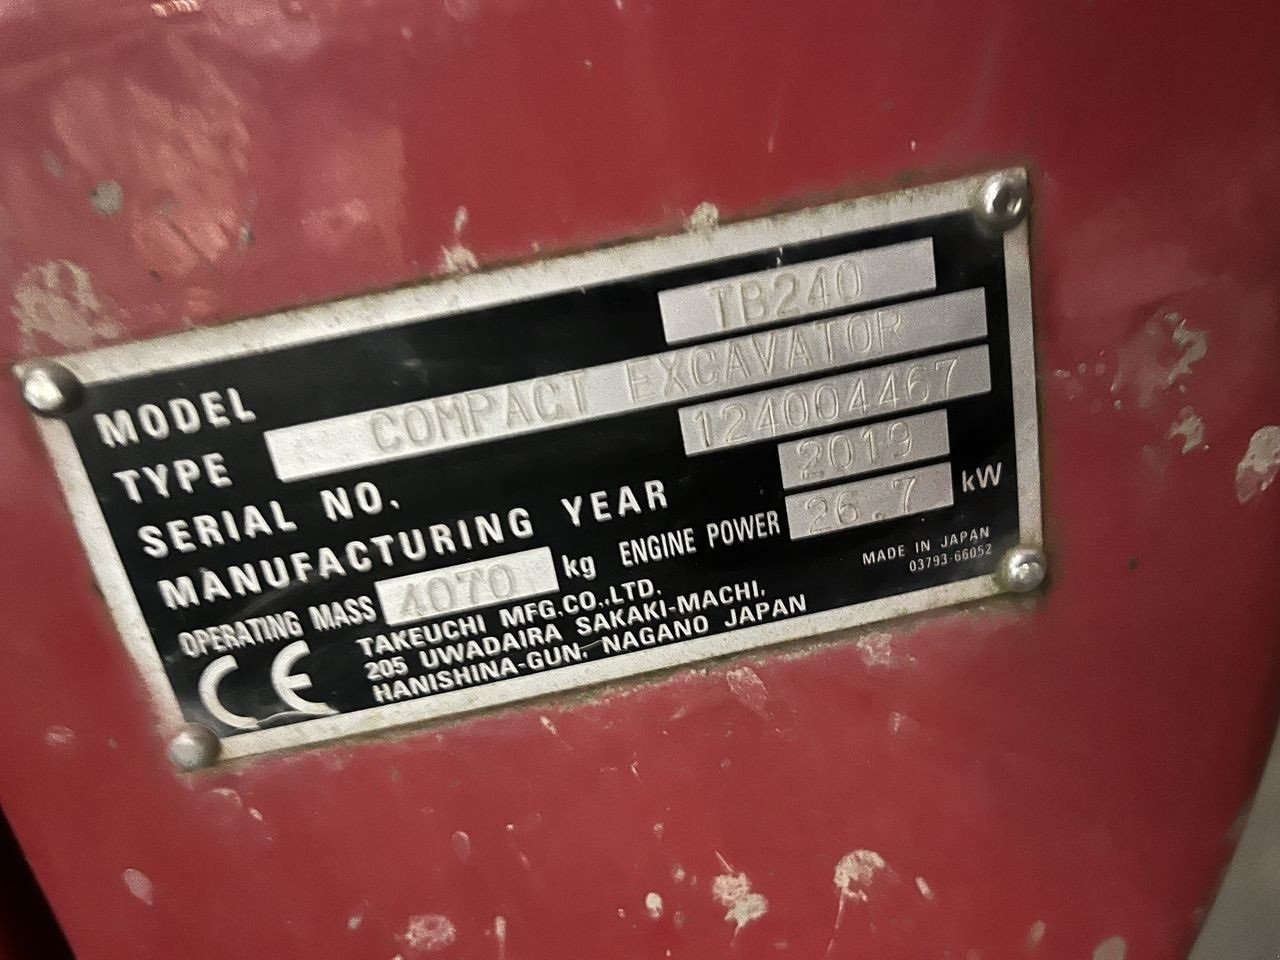 MODEL TB240
TYPE COMPACT EXCAVATOR
SERIAL NO. 124004467
MANUFACTURING YEAR 2019
OPERATING MASS 4070 kg ENGINE POWER 26.7 kW
CE
TAKEUCHI MFG.CO.,LTD.
205 UWADAIRA SAKAKI-MACHI,
HANISHINA-GUN, NAGANO JAPAN
MADE IN JAPAN
03793-66052